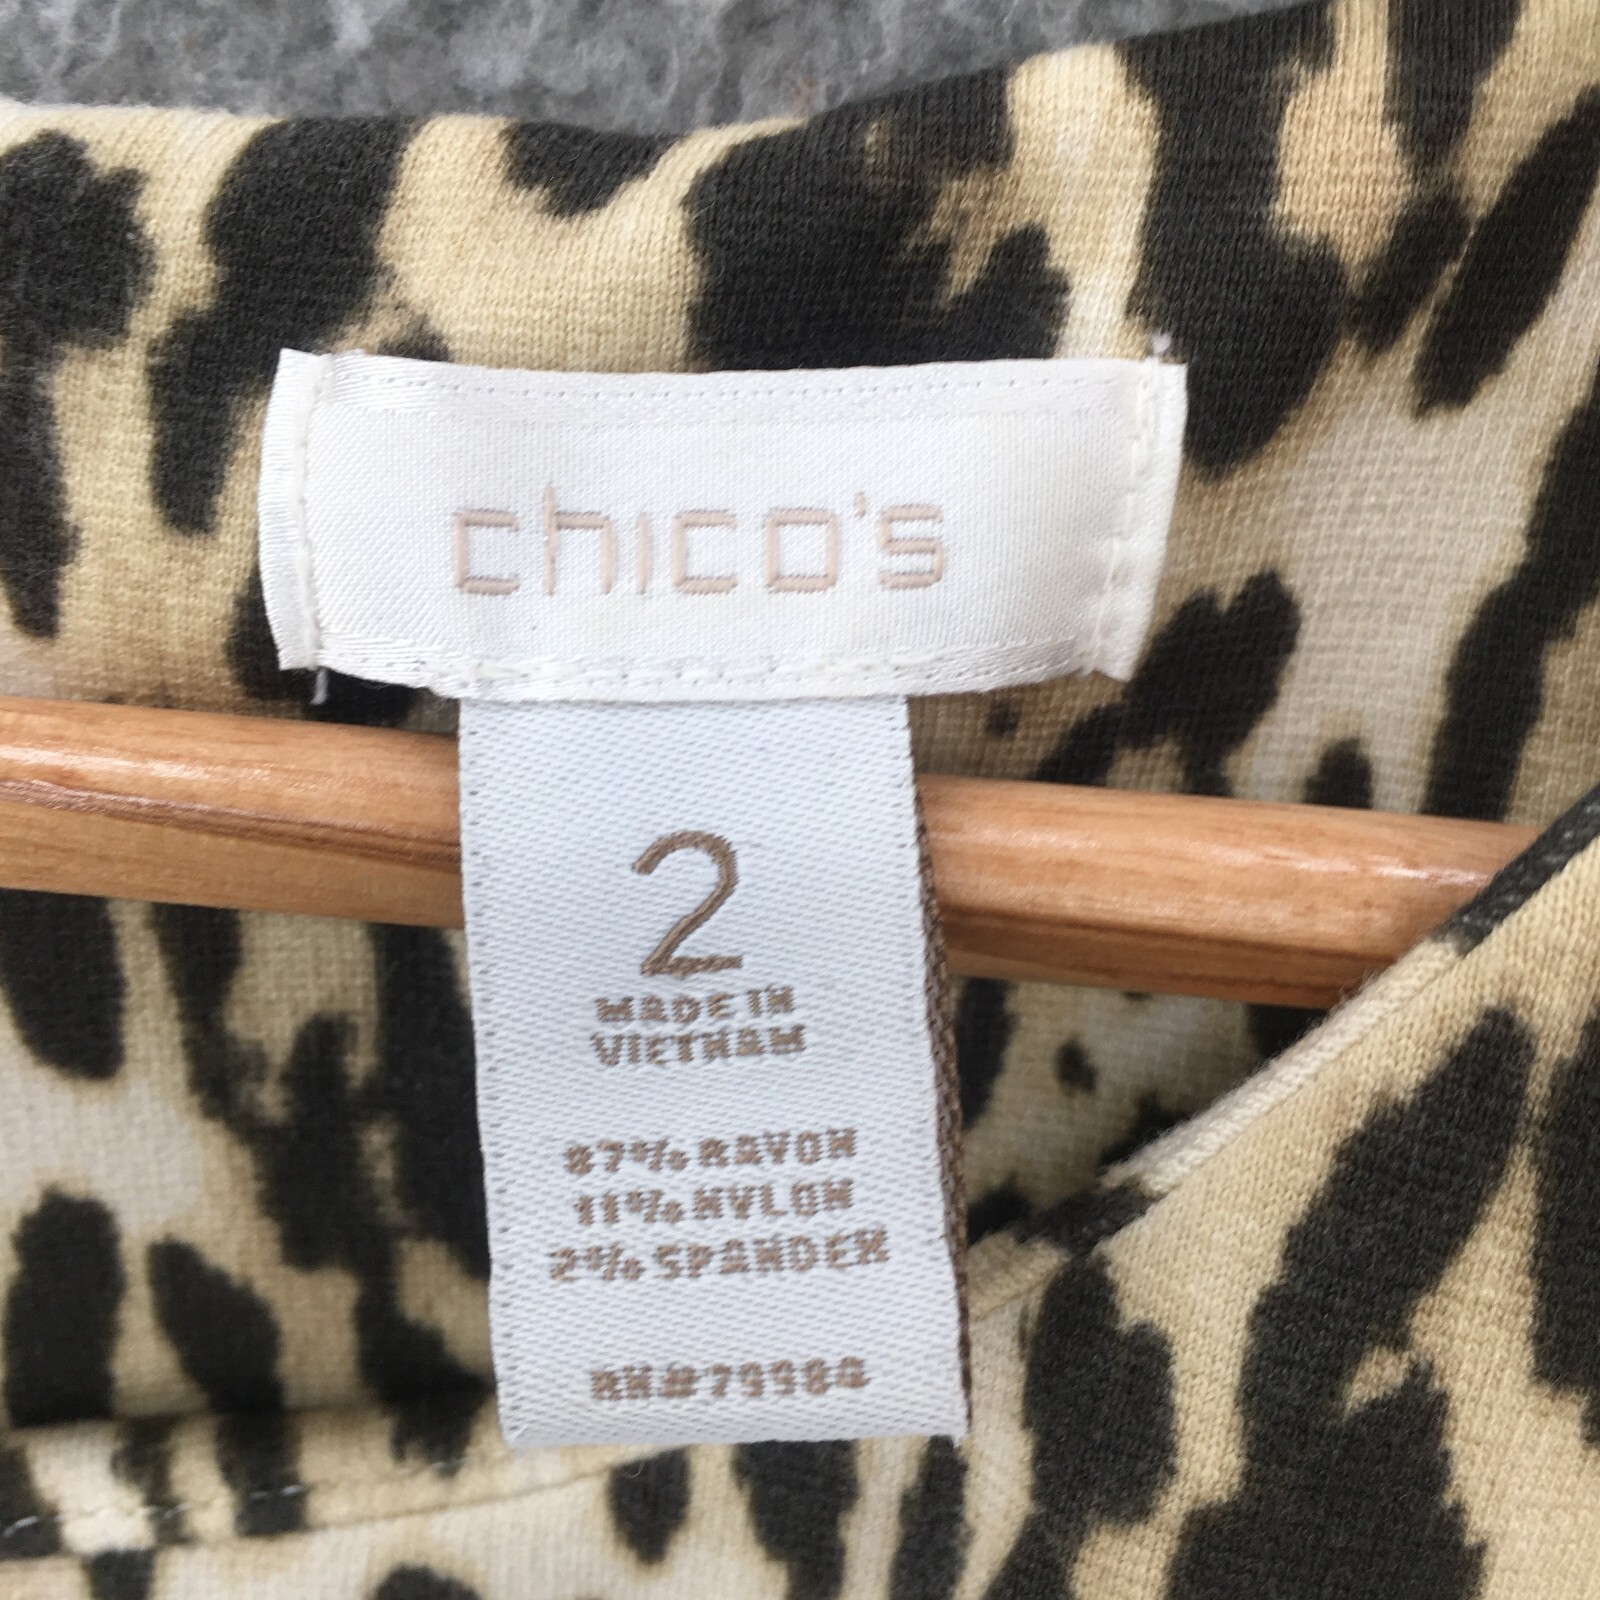 chico's
2
MADE IN
VIETNAM
87% RAYON
11% NYLON
2% SPANDEX
RN#79984